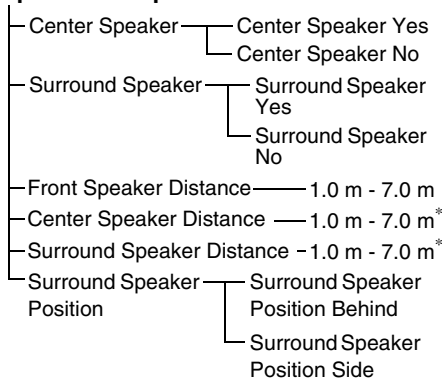 Center Speaker
Center Speaker Yes
Center Speaker No
Surround Speaker
Surround Speaker
Yes
Surround Speaker
No
Front Speaker Distance 1.0 m - 7.0 m
Center Speaker Distance 1.0 m - 7.0 m*
Surround Speaker Distance 1.0 m - 7.0 m*
Surround Speaker
Position
Surround Speaker
Position Behind
Surround Speaker
Position Side